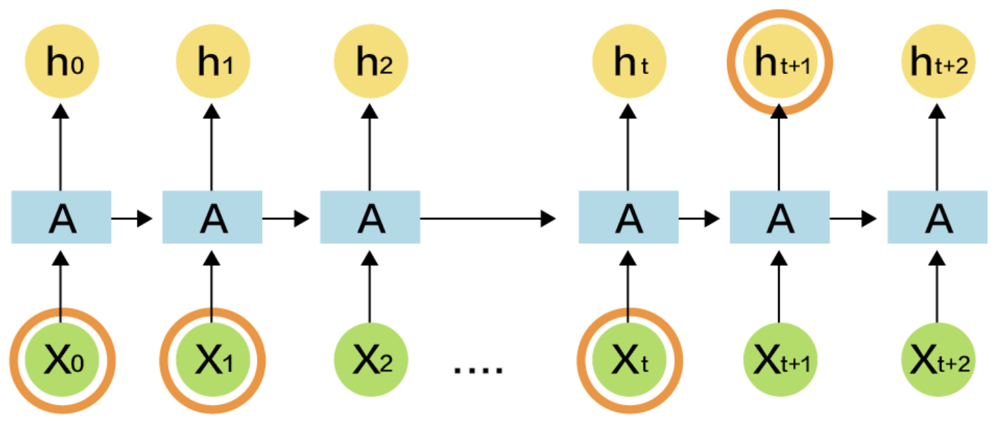 h0 h1 h2 ht ht+1 ht+2
A A A A A A
X0 X1 X2 .... Xt Xt+1 Xt+2